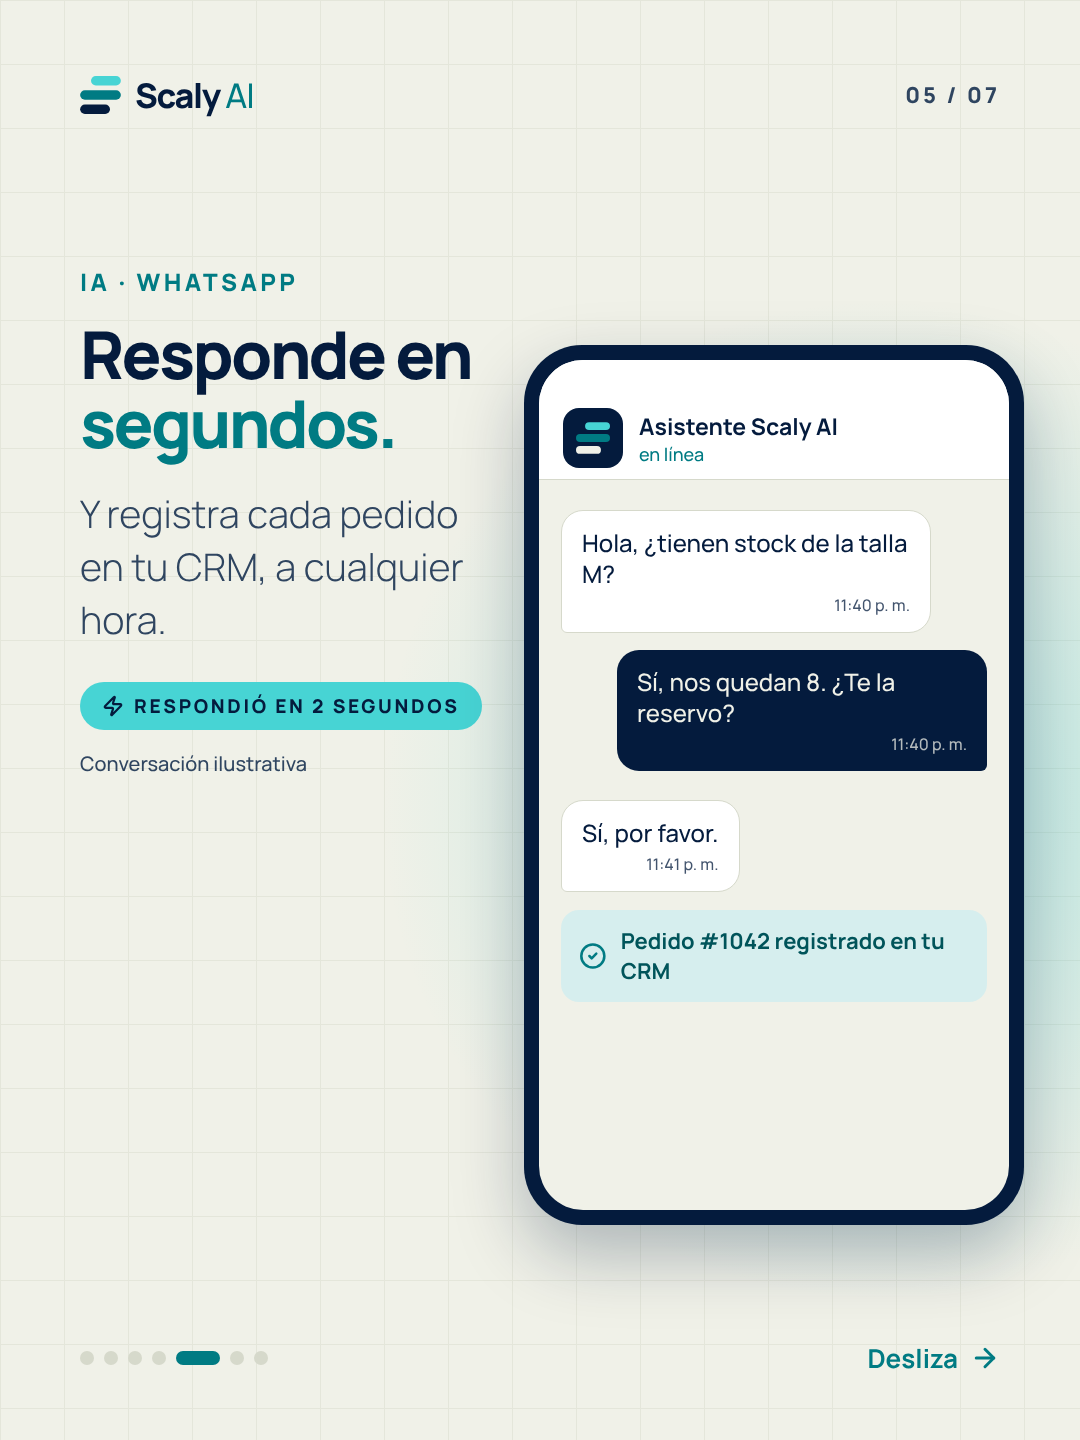 Scaly AI
05 / 07
IA · WHATSAPP
Responde en
segundos.
Y registra cada pedido
en tu CRM, a cualquier
hora.
RESPONDIÓ EN 2 SEGUNDOS
Conversación ilustrativa
Asistente Scaly AI
en línea
Hola, ¿tienen stock de la talla
M?
11:40 p. m.
Sí, nos quedan 8. ¿Te la
reservo?
11:40 p. m.
Sí, por favor.
11:41 p. m.
Pedido #1042 registrado en tu
CRM
Desliza